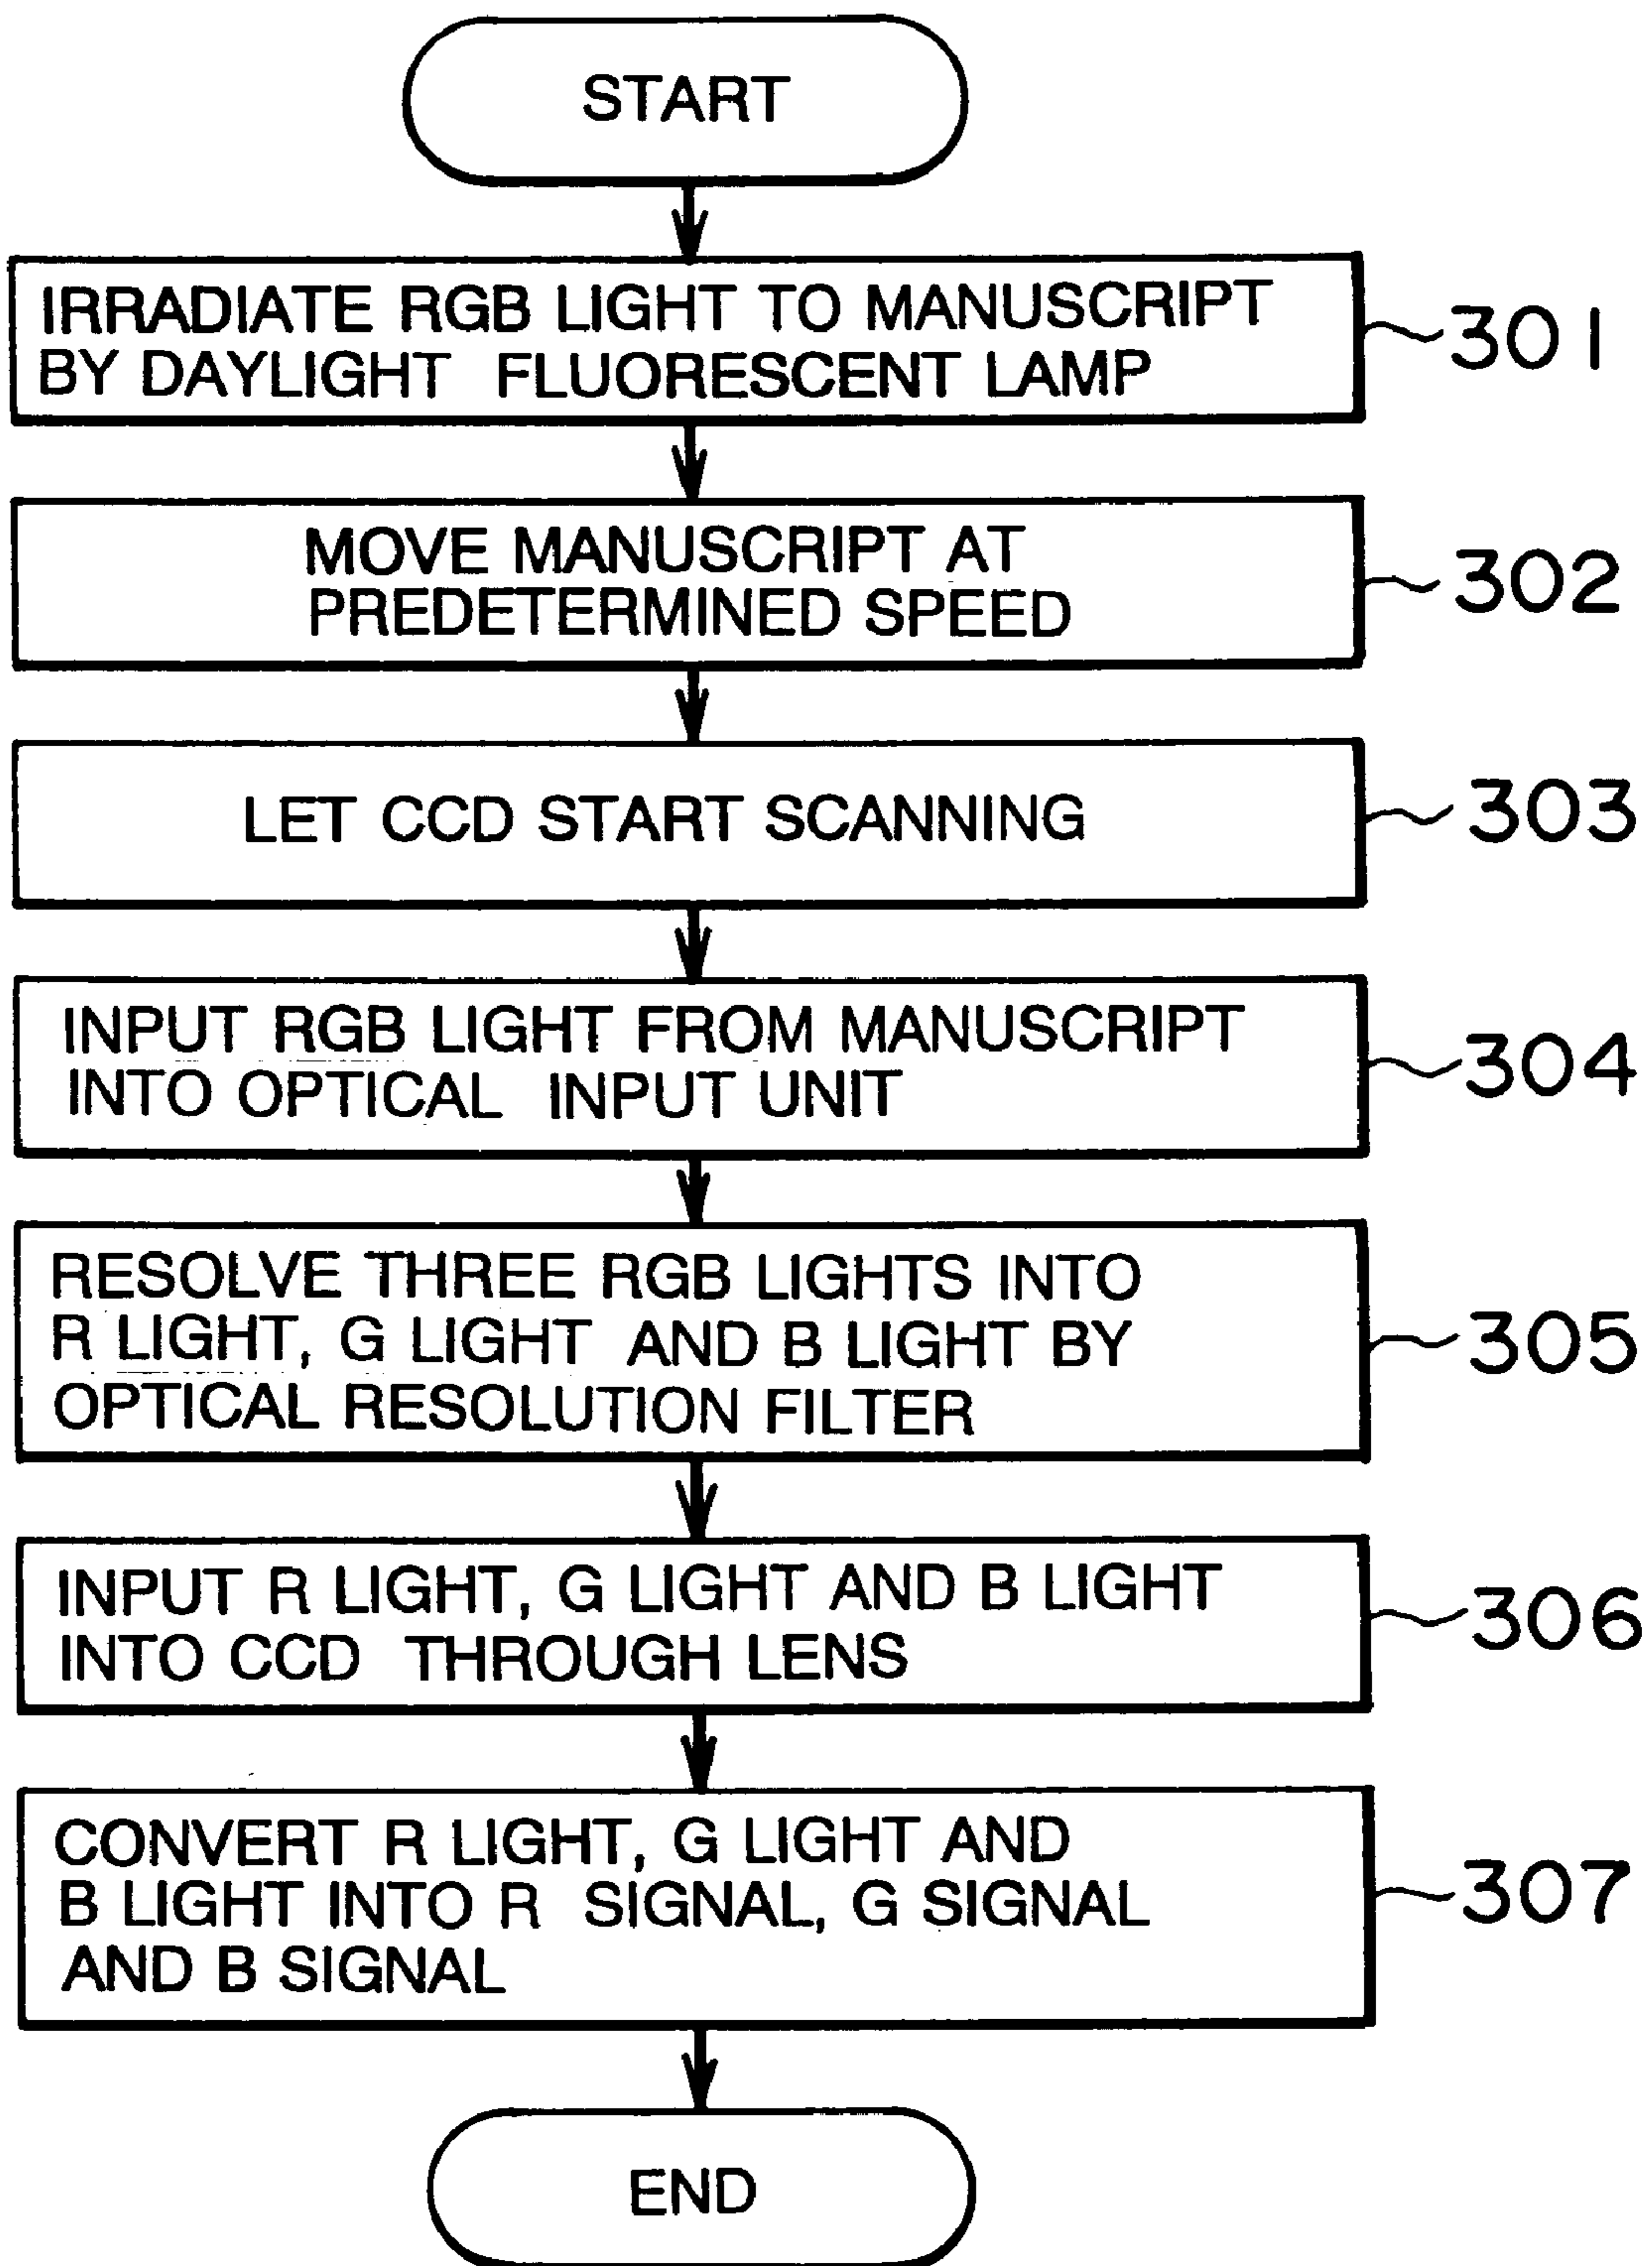 START
IRRADIATE RGB LIGHT TO MANUSCRIPT
BY DAYLIGHT FLUORESCENT LAMP
301
MOVE MANUSCRIPT AT
PREDETERMINED SPEED
302
LET CCD START SCANNING
303
INPUT RGB LIGHT FROM MANUSCRIPT
INTO OPTICAL INPUT UNIT
304
RESOLVE THREE RGB LIGHTS INTO
R LIGHT, G LIGHT AND B LIGHT BY
OPTICAL RESOLUTION FILTER
305
INPUT R LIGHT, G LIGHT AND B LIGHT
INTO CCD THROUGH LENS
306
CONVERT R LIGHT, G LIGHT AND
B LIGHT INTO R SIGNAL, G SIGNAL
AND B SIGNAL
307
END